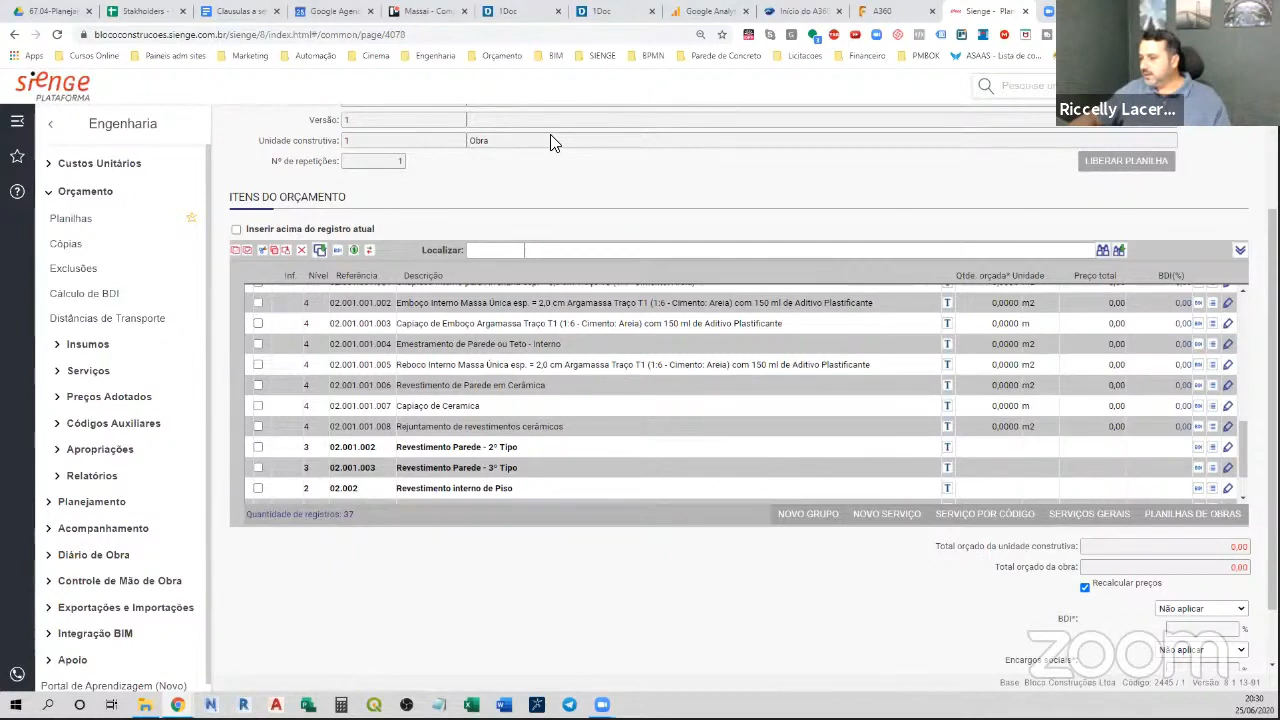 67.04-Planeja Stakholders - Clausulas a se Google Agend Massai - Com 1Doc 1Doc Google Analy Início do A36 A360 Sienge - Plan
blococonstrucoes.sienge.com.br/sienge/8/index.html#/common/page/4078
Apps Cursos Online Paineis adm sites Marketing Automação Cinema Engenharia Orçamento BIM SIENGE BPMN Parede de Concreto Licitacoes Financeiro PMBOK ASAAS - Lista de co
sienge
PLATAFORMA
Pesquise
Riccelly Lacer...
Engenharia
Custos Unitários
Orçamento
Planilhas
Cópias
Exclusões
Cálculo de BDI
Distâncias de Transporte
Insumos
Serviços
Preços Adotados
Códigos Auxiliares
Apropriações
Relatórios
Planejamento
Acompanhamento
Diário de Obra
Controle de Mão de Obra
Exportações e Importações
Integração BIM
Apoio
Portal de Aprendizagem (Novo)
Versão: 1
Unidade construtiva: 1 Obra
Nº de repetições: 1
LIBERAR PLANILHA
ITENS DO ORÇAMENTO
Inserir acima do registro atual
Localizar:
Inf. Nível Referência Descrição Qtde. orçada* Unidade Preço total BDI(%)
4 02.001.001.002 Emboço Interno Massa Única esp. = 2,0 cm Argamassa Traço T1 (1:6 - Cimento: Areia) com 150 ml de Aditivo Plastificante T 0,0000 m2 0,00 0,00
4 02.001.001.003 Capiaço de Emboço Argamassa Traço T1 (1:6 - Cimento: Areia) com 150 ml de Aditivo Plastificante T 0,0000 m 0,00 0,00
4 02.001.001.004 Emestramento de Parede ou Teto - Interno T 0,0000 m2 0,00 0,00
4 02.001.001.005 Reboco Interno Massa Única esp. = 2,0 cm Argamassa Traço T1 (1:6 - Cimento: Areia) com 150 ml de Aditivo Plastificante T 0,0000 m2 0,00 0,00
4 02.001.001.006 Revestimento de Parede em Cerâmica T 0,0000 m2 0,00 0,00
4 02.001.001.007 Capiaço de Ceramica T 0,0000 m 0,00 0,00
4 02.001.001.008 Rejuntamento de revestimentos cerâmicos T 0,0000 m2 0,00 0,00
3 02.001.002 Revestimento Parede - 2º Tipo T
3 02.001.003 Revestimento Parede - 3º Tipo T
2 02.002 Revestimento interno de Piso T
Quantidade de registros: 37 NOVO GRUPO NOVO SERVIÇO SERVIÇO POR CÓDIGO SERVIÇOS GERAIS PLANILHAS DE OBRAS
Total orçado da unidade construtiva: 0,00
Total orçado da obra: 0,00
Recalcular preços
Não aplicar
BDI*:
%
Não aplicar
Encargos sociais*:
%
zoom
Base Bloco Construções Ltda Código: 2445 / 1 Versão 8.1.13-91
20:30
25/06/2020